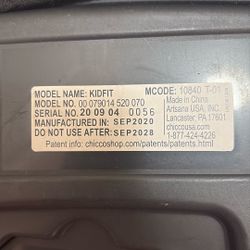 MODEL NAME: KIDFIT
MODEL NO. 00 079014 520 070
SERIAL NO. 20 09 04 0056
MANUFACTURED IN: SEP2020
DO NOT USE AFTER: SEP2028
Patent info: chiccoshop.com/patents/patents.html
MCODE: 10840 T-01
Made in China
Artsana USA INC.
Lancaster, PA 17601
chiccousa.com
1-877-424-4226